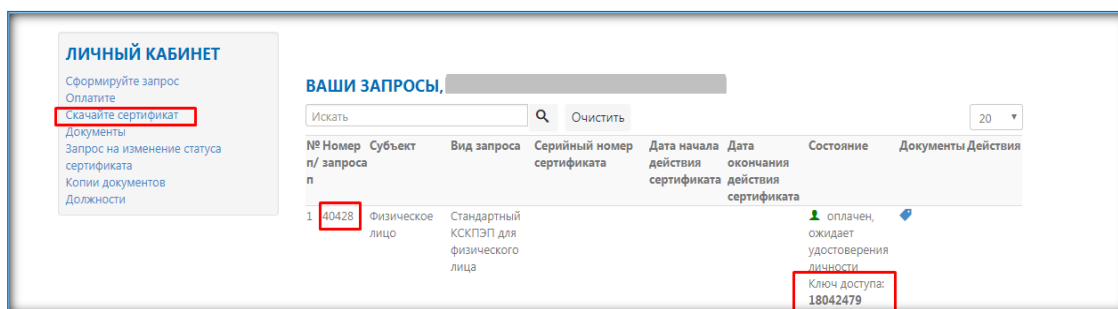 ЛИЧНЫЙ КАБИНЕТ
Сформируйте запрос
Оплатите
Скачайте сертификат
Документы
Запрос на изменение статуса
сертификата
Копии документов
Должности
ВАШИ ЗАПРОСЫ,
Искать
Очистить
20
№ п/п
Номер запроса
Субъект
Вид запроса
Серийный номер сертификата
Дата начала действия сертификата
Дата окончания действия сертификата
Состояние
Документы
Действия
1
40428
Физическое
лицо
Стандартный
КСКПЭП для
физического
лица
оплачен,
ожидает
удостоверения
личности
Ключ доступа:
18042479